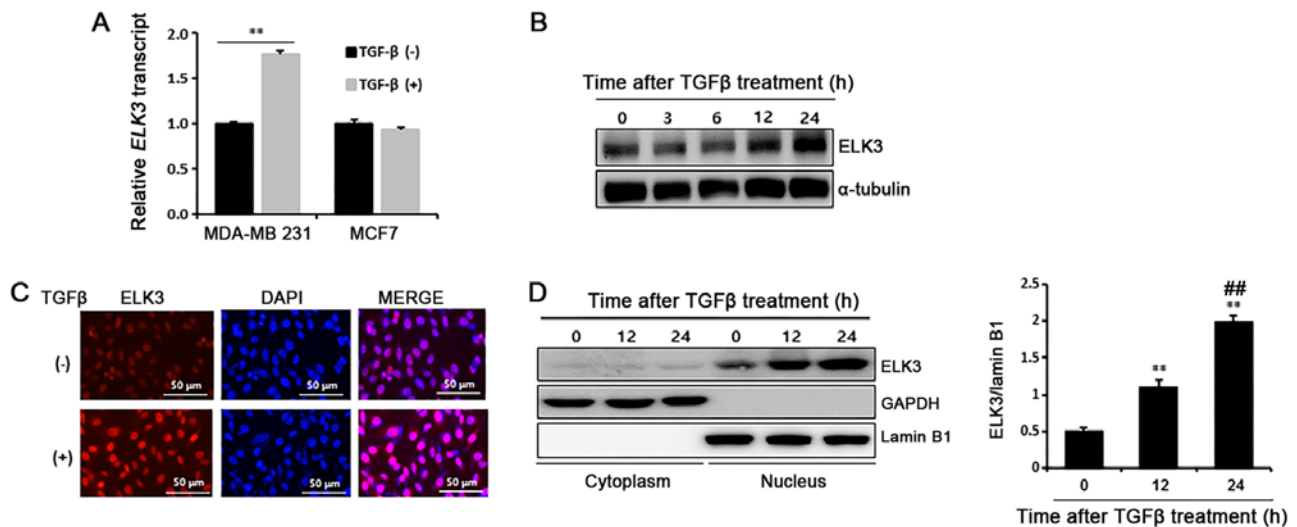 A
Relative ELK3 transcript
2.0
1.5
1.0
0.5
0.0
**
TGF-β (-)
TGF-β (+)
MDA-MB 231
MCF7
B
Time after TGFβ treatment (h)
0 3 6 12 24
ELK3
α-tubulin
C
TGFβ ELK3 DAPI MERGE
(-)
50 µm 50 µm 50 µm
(+)
50 µm 50 µm 50 µm
D
Time after TGFβ treatment (h)
0 12 24 0 12 24
ELK3
GAPDH
Lamin B1
Cytoplasm Nucleus
ELK3/lamin B1
2.5
2
1.5
1
0.5
0
**
##
**
0 12 24
Time after TGFβ treatment (h)